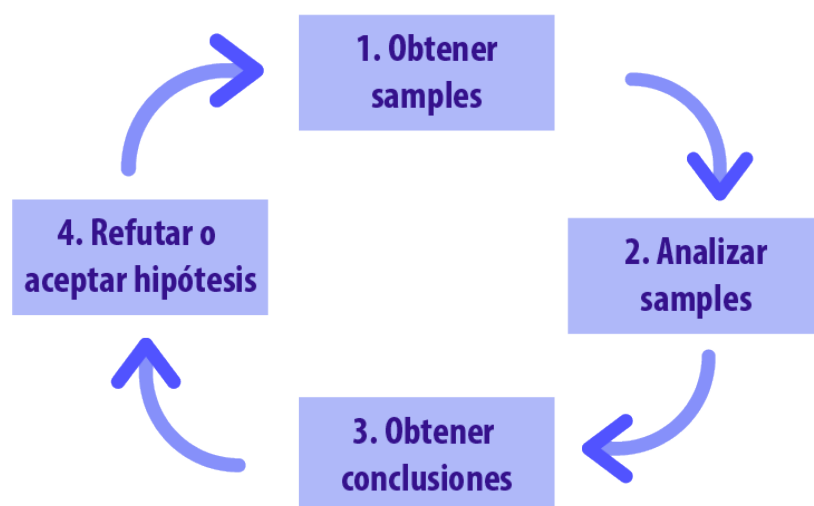 1. Obtener
samples
2. Analizar
samples
3. Obtener
conclusiones
4. Refutar o
aceptar hipótesis